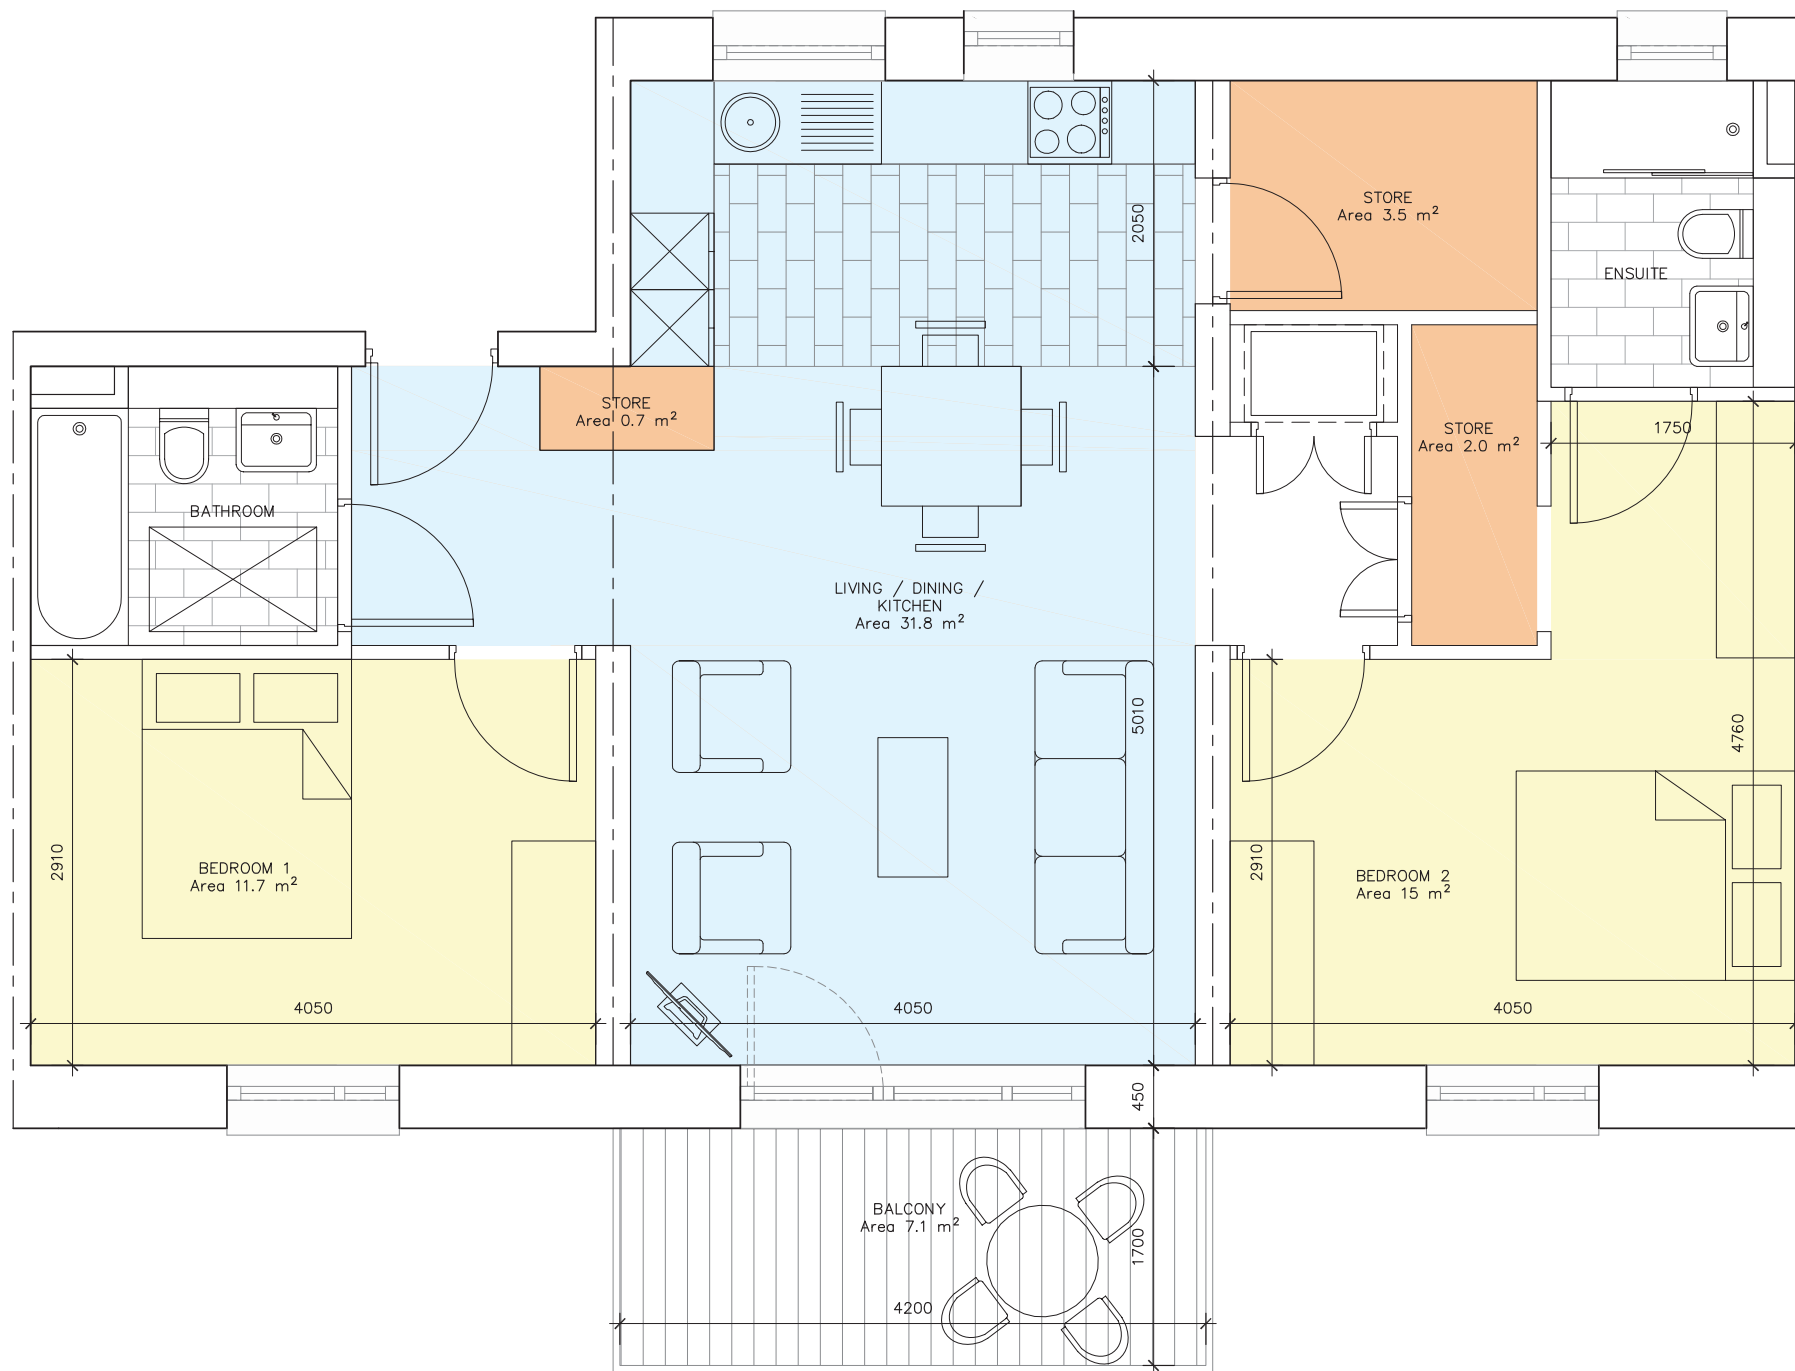 STORE
Area 3.5 m²
2050
ENSUITE
STORE
Area 0.7 m²
STORE
Area 2.0 m²
1750
BATHROOM
LIVING / DINING /
KITCHEN
Area 31.8 m²
5010
4760
2910
BEDROOM 1
Area 11.7 m²
2910
BEDROOM 2
Area 15 m²
4050
4050
4050
450
BALCONY
Area 7.1 m²
1700
4200